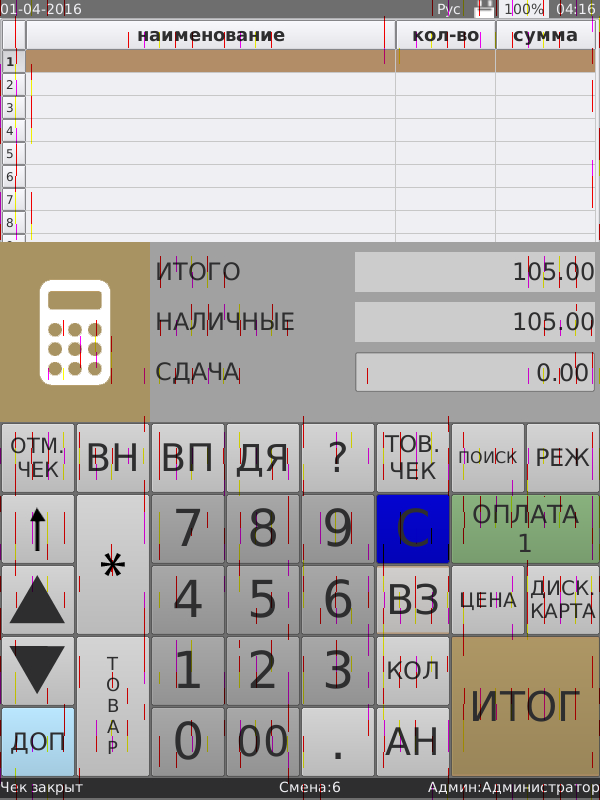 01-04-2016 Рус 100% 04:16
наименование кол-во сумма
1
2
3
4
5
6
7
8
ИТОГО 105.00
НАЛИЧНЫЕ 105.00
СДАЧА 0.00
ОТМ. ЧЕК ВН ВП ДЯ ? ТОВ. ЧЕК ПОИСК РЕЖ
* 7 8 9 С ОПЛАТА 1
4 5 6 ВЗ ЦЕНА ДИСК. КАРТА
ТОВАР 1 2 3 КОЛ ИТОГ
ДОП 0 00 . АН
Чек закрыт Смена:6 Админ:Администратор